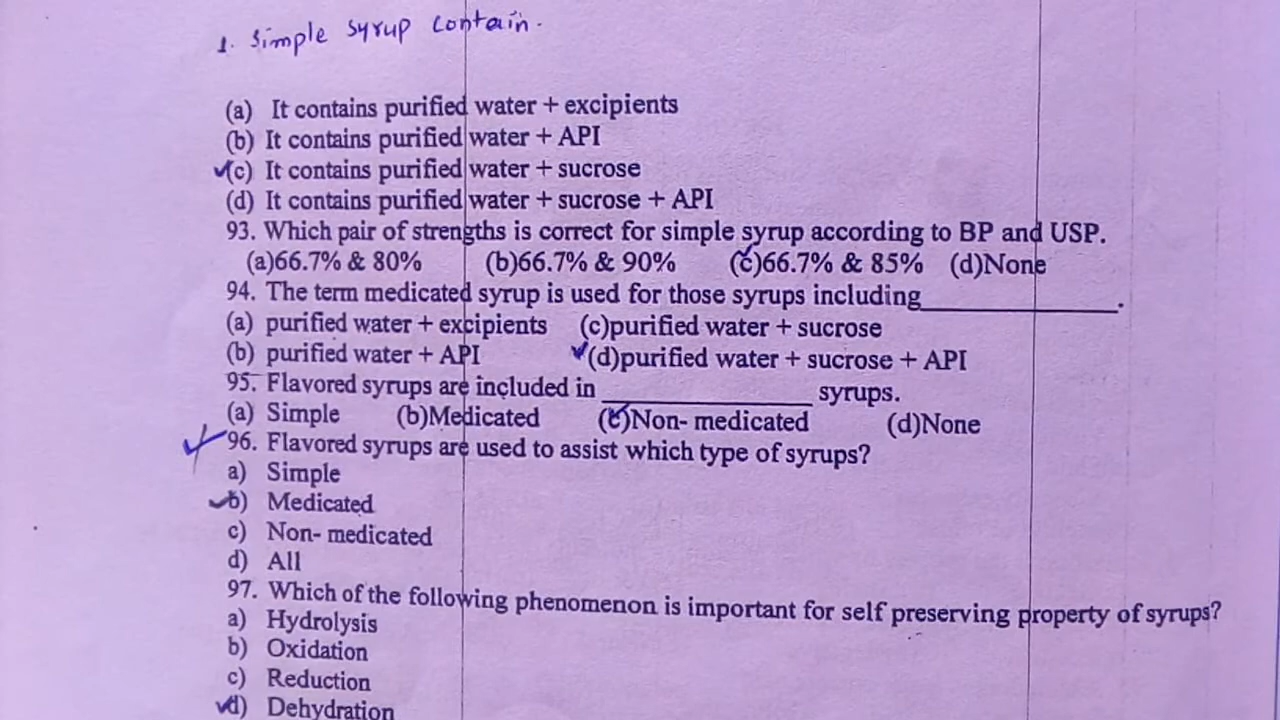 1. Simple syrup contain.
(a) It contains purified water + excipients
(b) It contains purified water + API
(c) It contains purified water + sucrose
(d) It contains purified water + sucrose + API
93. Which pair of strengths is correct for simple syrup according to BP and USP.
(a)66.7% & 80% (b)66.7% & 90% (c)66.7% & 85% (d)None
94. The term medicated syrup is used for those syrups including____________.
(a) purified water + excipients (c)purified water + sucrose
(b) purified water + API (d)purified water + sucrose + API
95. Flavored syrups are included in ____________ syrups.
(a) Simple (b)Medicated (c)Non- medicated (d)None
96. Flavored syrups are used to assist which type of syrups?
a) Simple
b) Medicated
c) Non- medicated
d) All
97. Which of the following phenomenon is important for self preserving property of syrups?
a) Hydrolysis
b) Oxidation
c) Reduction
d) Dehydration